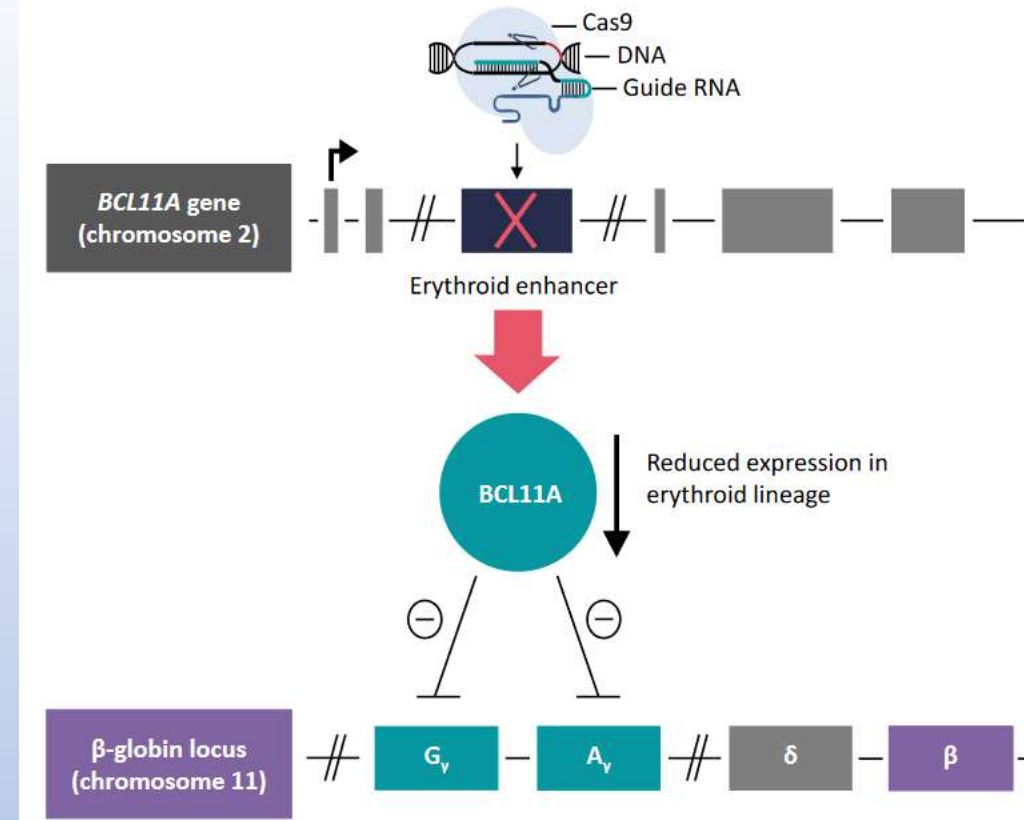 Cas9
DNA
Guide RNA
BCL11A gene
(chromosome 2)
Erythroid enhancer
BCL11A
Reduced expression in
erythroid lineage
β-globin locus
(chromosome 11)
Gγ
Aγ
δ
β